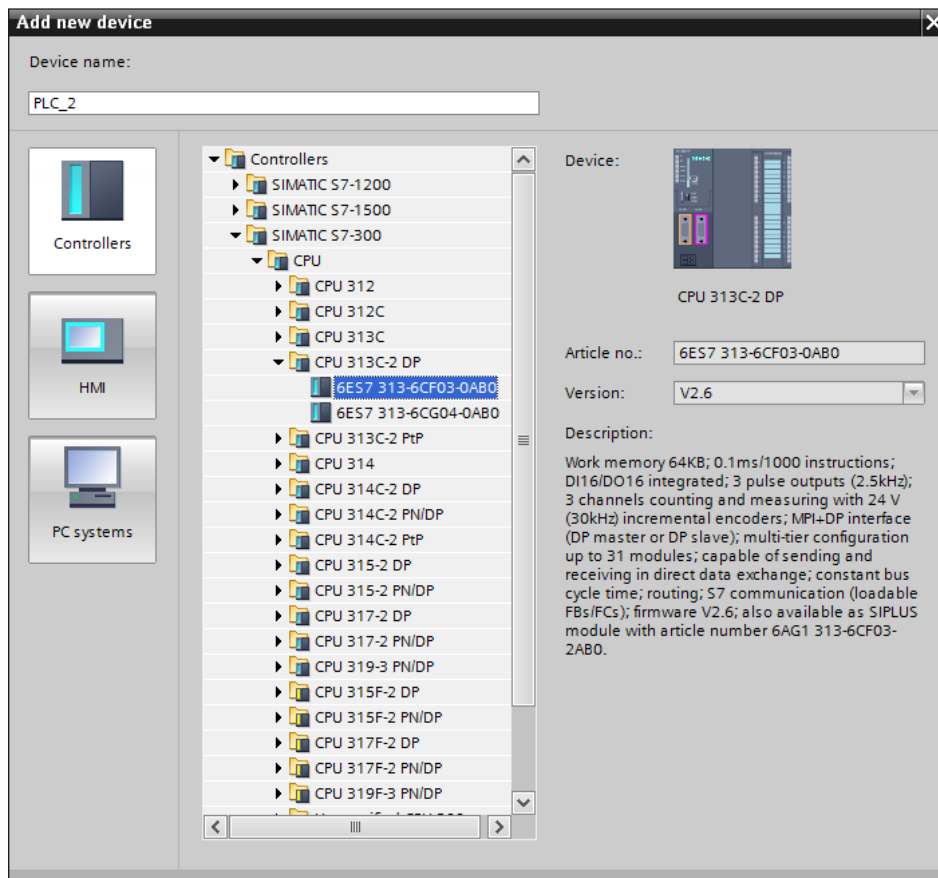 Add new device
Device name:
PLC_2
Controllers
HMI
PC systems
Controllers
SIMATIC S7-1200
SIMATIC S7-1500
SIMATIC S7-300
CPU
CPU 312
CPU 312C
CPU 313C
CPU 313C-2 DP
6ES7 313-6CF03-0AB0
6ES7 313-6CG04-0AB0
CPU 313C-2 PtP
CPU 314
CPU 314C-2 DP
CPU 314C-2 PN/DP
CPU 314C-2 PtP
CPU 315-2 DP
CPU 315-2 PN/DP
CPU 317-2 DP
CPU 317-2 PN/DP
CPU 319-3 PN/DP
CPU 315F-2 DP
CPU 315F-2 PN/DP
CPU 317F-2 DP
CPU 317F-2 PN/DP
CPU 319F-3 PN/DP
Device:
CPU 313C-2 DP
Article no.:
6ES7 313-6CF03-0AB0
Version:
V2.6
Description:
Work memory 64KB; 0.1ms/1000 instructions;
DI16/DO16 integrated; 3 pulse outputs (2.5kHz);
3 channels counting and measuring with 24 V
(30kHz) incremental encoders; MPI+DP interface
(DP master or DP slave); multi-tier configuration
up to 31 modules; capable of sending and
receiving in direct data exchange; constant bus
cycle time; routing; S7 communication (loadable
FBs/FCs); firmware V2.6; also available as SIPLUS
module with article number 6AG1 313-6CF03-
2AB0.